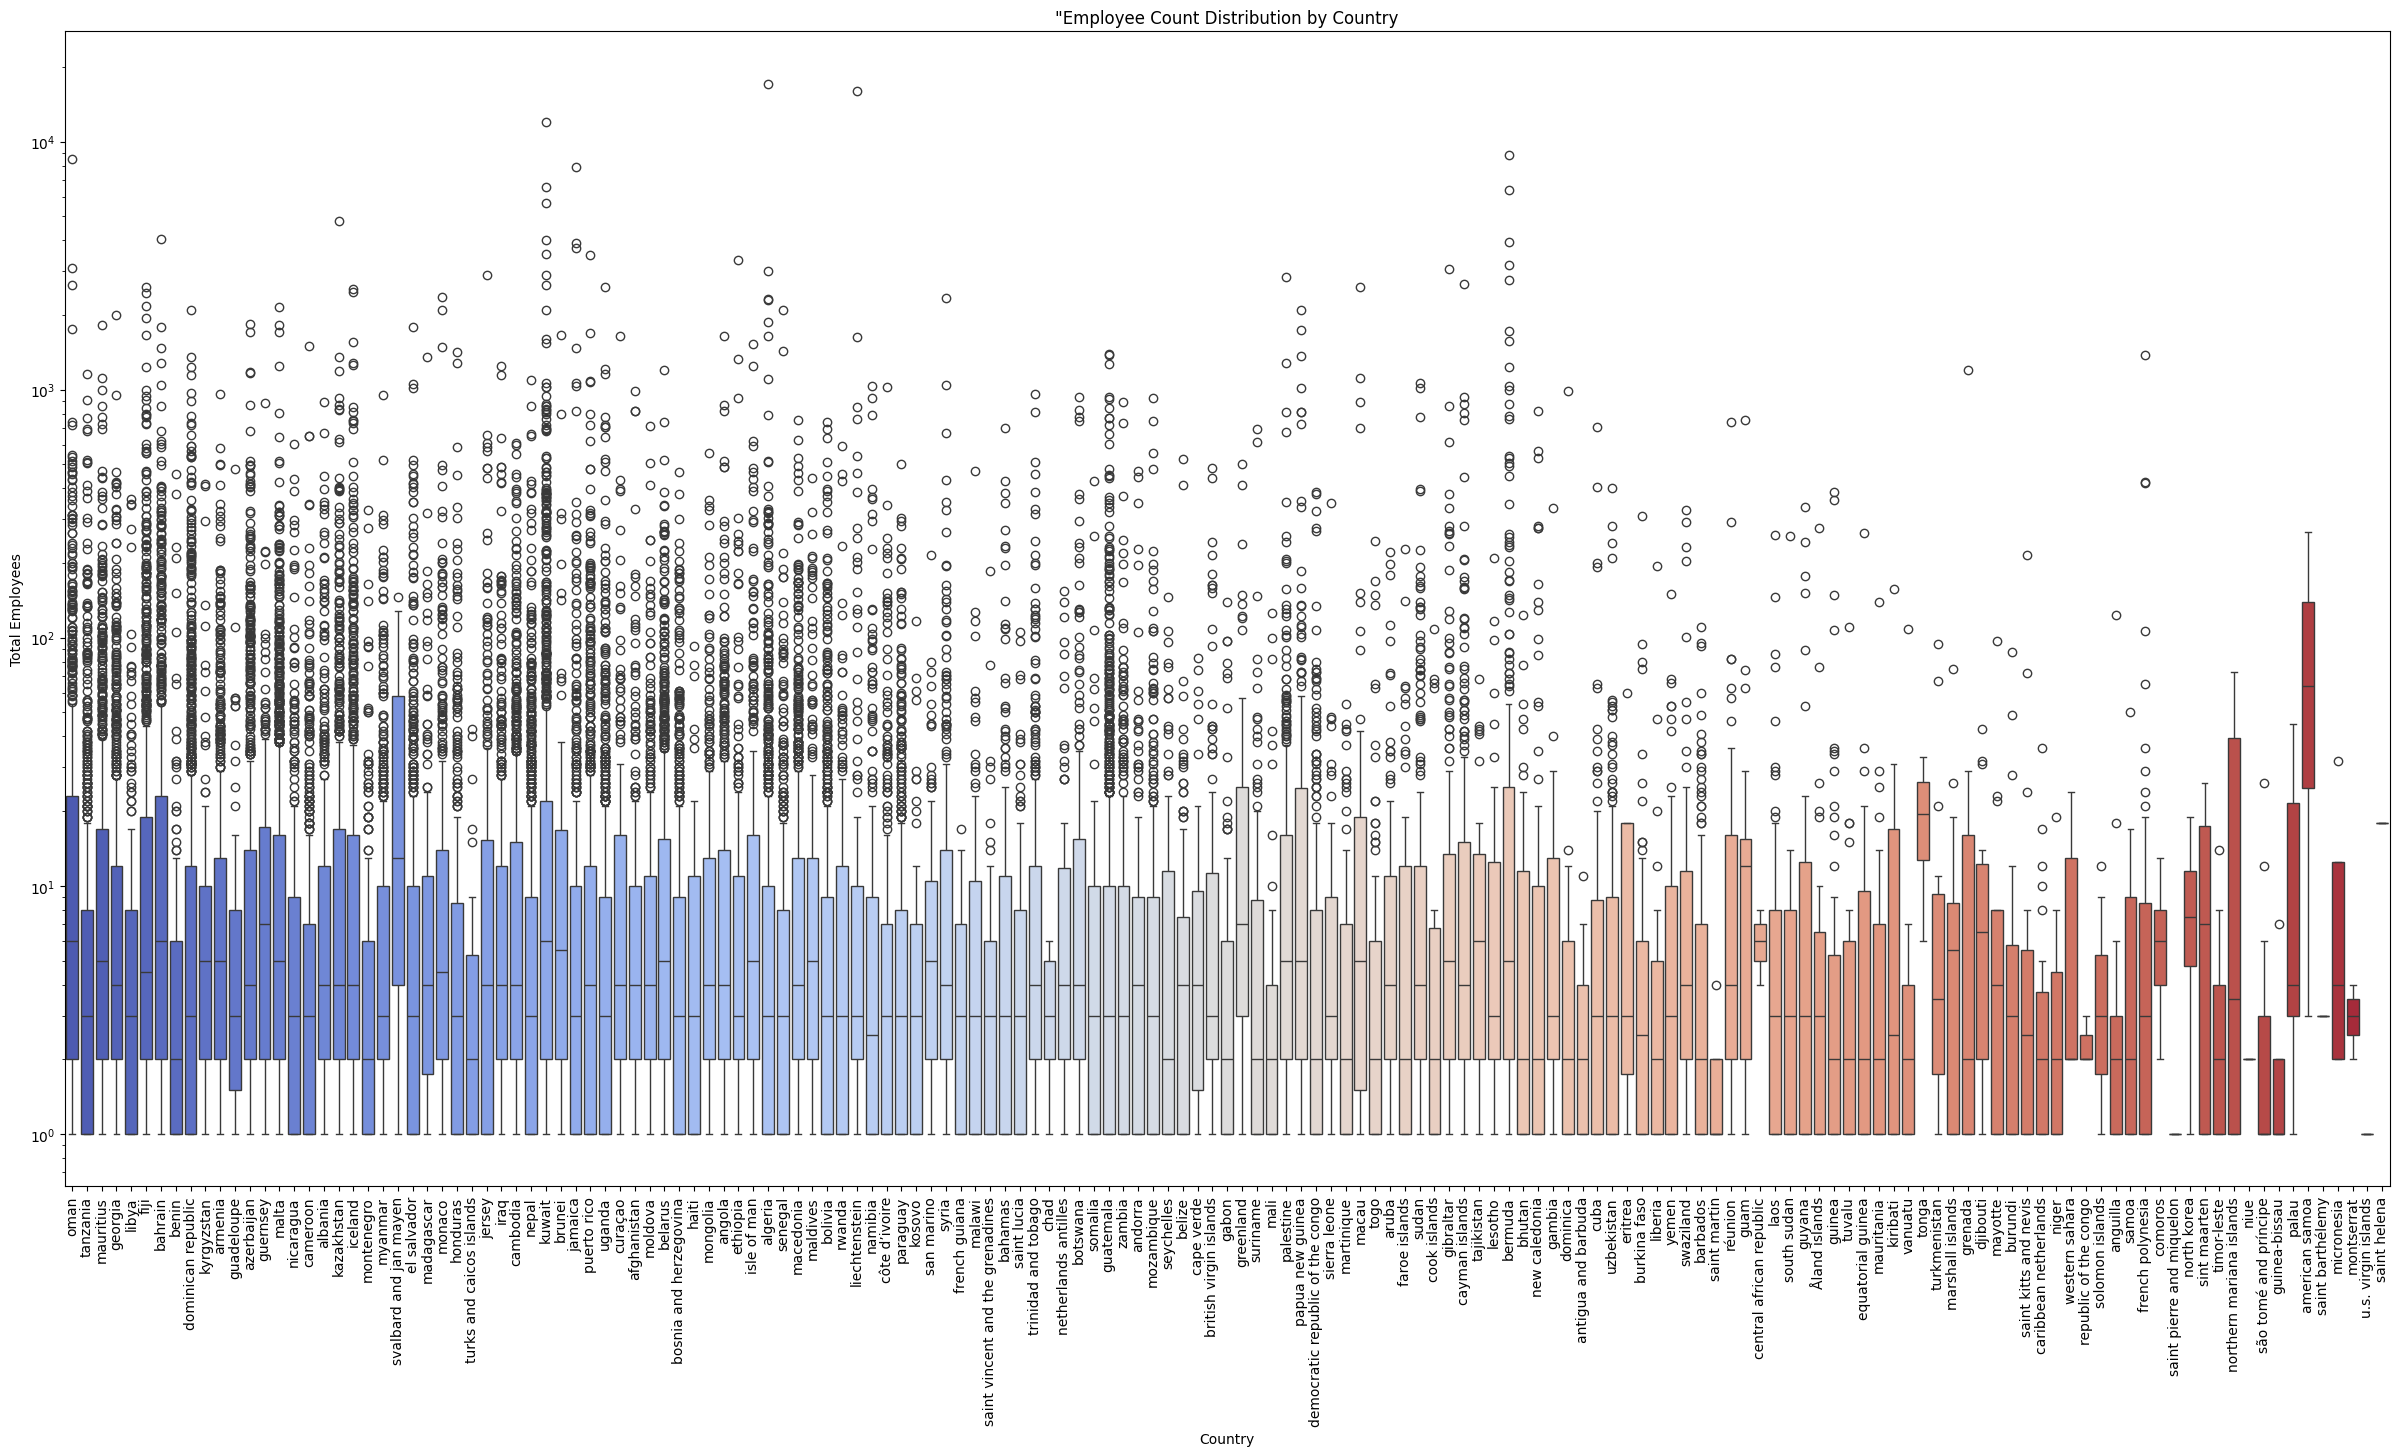 "Employee Count Distribution by Country
Total Employees
10⁴
10³
10²
10¹
10⁰
oman
tanzania
mauritius
georgia
libya
fiji
bahrain
benin
dominican republic
kyrgyzstan
armenia
guadeloupe
azerbaijan
guernsey
malta
nicaragua
cameroon
albania
kazakhstan
iceland
montenegro
myanmar
svalbard and jan mayen
el salvador
madagascar
monaco
honduras
turks and caicos islands
jersey
iraq
cambodia
nepal
kuwait
brunei
jamaica
puerto rico
uganda
curaçao
afghanistan
moldova
belarus
bosnia and herzegovina
haiti
mongolia
angola
ethiopia
isle of man
algeria
senegal
macedonia
maldives
bolivia
rwanda
liechtenstein
namibia
côte d'ivoire
paraguay
kosovo
san marino
syria
french guiana
malawi
saint vincent and the grenadines
bahamas
saint lucia
trinidad and tobago
chad
netherlands antilles
botswana
somalia
guatemala
zambia
andorra
mozambique
seychelles
belize
cape verde
british virgin islands
gabon
greenland
suriname
mali
palestine
papua new guinea
democratic republic of the congo
sierra leone
martinique
macau
togo
aruba
faroe islands
sudan
cook islands
gibraltar
cayman islands
tajikistan
lesotho
bermuda
bhutan
new caledonia
gambia
dominica
antigua and barbuda
cuba
uzbekistan
eritrea
burkina faso
liberia
yemen
swaziland
barbados
saint martin
réunion
guam
central african republic
laos
south sudan
guyana
Åland Islands
guinea
tuvalu
equatorial guinea
mauritania
kiribati
vanuatu
tonga
turkmenistan
marshall islands
grenada
djibouti
mayotte
burundi
saint kitts and nevis
caribbean netherlands
niger
western sahara
republic of the congo
solomon islands
anguilla
samoa
french polynesia
comoros
saint pierre and miquelon
north korea
sint maarten
timor-leste
northern mariana islands
niue
são tomé and príncipe
guinea-bissau
palau
american samoa
saint barthélemy
micronesia
montserrat
u.s. virgin islands
saint helena
Country